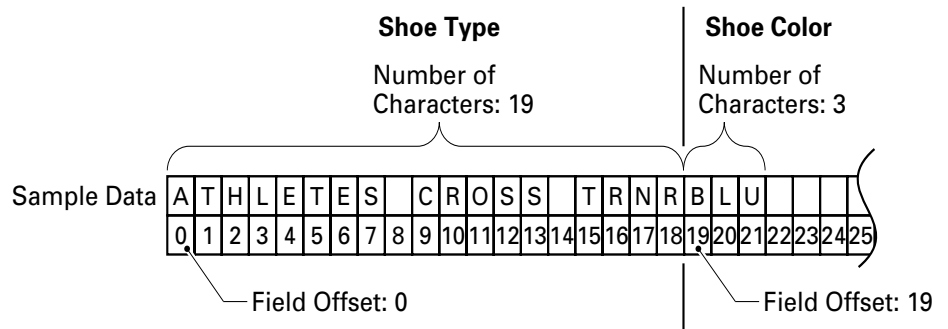 Shoe Type Shoe Color
Number of Characters: 19
Number of Characters: 3
Sample Data A T H L E T E S C R O S S T R N R B L U
0 1 2 3 4 5 6 7 8 9 10 11 12 13 14 15 16 17 18 19 20 21 22 23 24 25
Field Offset: 0 Field Offset: 19